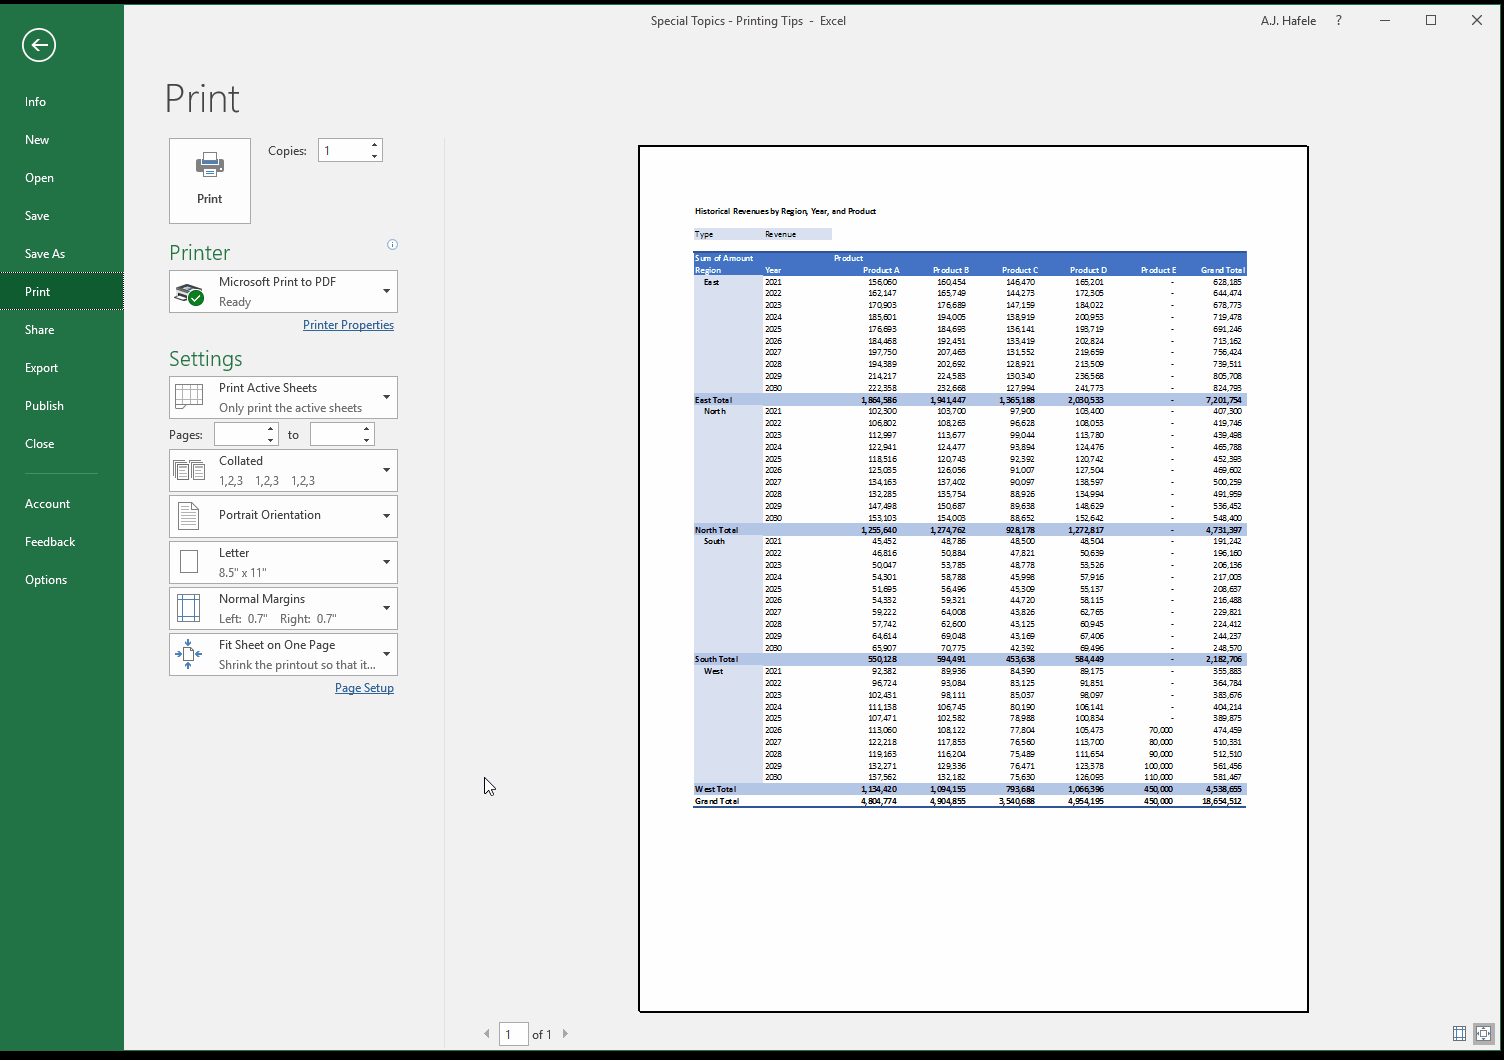 Special Topics - Printing Tips - Excel
A.J. Hafele ?
Info
New
Open
Save
Save As
Print
Share
Export
Publish
Close
Account
Feedback
Options
Print
Print
Copies: 1
Printer
Microsoft Print to PDF
Ready
Printer Properties
Settings
Print Active Sheets
Only print the active sheets
Pages: to
Collated
1,2,3 1,2,3 1,2,3
Portrait Orientation
Letter
8.5" x 11"
Normal Margins
Left: 0.7" Right: 0.7"
Fit Sheet on One Page
Shrink the printout so that it...
Page Setup
Historical Revenues by Region, Year, and Product
Type Revenue
Sum of Amount Product
Region Year Product A Product B Product C Product D Product E Grand Total
East 2021 156,060 160,454 146,470 165,201 - 628,185
2022 162,147 165,749 144,273 172,305 - 644,474
2023 170,903 176,689 147,159 184,022 - 678,773
2024 185,601 194,005 138,919 200,953 - 719,478
2025 176,693 184,693 136,141 193,719 - 691,246
2026 184,468 192,451 133,419 202,824 - 713,162
2027 197,750 207,463 131,552 219,659 - 756,424
2028 194,389 202,692 128,921 213,509 - 739,511
2029 214,217 224,583 130,340 236,568 - 805,708
2030 222,358 232,668 127,994 241,773 - 824,793
East Total 1,864,586 1,941,447 1,365,188 2,030,533 - 7,201,754
North 2021 102,300 103,700 97,900 103,400 - 407,300
2022 106,802 108,263 96,628 108,053 - 419,746
2023 112,997 113,677 99,044 113,780 - 439,498
2024 122,941 124,477 93,894 124,476 - 465,788
2025 118,516 120,743 92,392 120,742 - 452,393
2026 125,035 126,056 91,007 127,504 - 469,602
2027 134,163 137,402 90,097 138,597 - 500,259
2028 132,285 135,754 88,926 134,994 - 491,959
2029 147,498 150,687 89,638 148,629 - 536,452
2030 153,103 154,003 88,652 152,642 - 548,400
North Total 1,255,640 1,274,762 928,178 1,272,817 - 4,731,397
South 2021 45,452 48,786 48,500 48,504 - 191,242
2022 46,816 50,884 47,821 50,639 - 196,160
2023 50,047 53,785 48,778 53,526 - 206,136
2024 54,301 58,788 45,998 57,916 - 217,003
2025 51,695 56,496 45,309 55,137 - 208,637
2026 54,332 59,321 44,720 58,115 - 216,488
2027 59,222 64,008 43,826 62,765 - 229,821
2028 57,742 62,600 43,125 60,945 - 224,412
2029 64,614 69,048 43,169 67,406 - 244,237
2030 65,907 70,775 42,392 69,496 - 248,570
South Total 550,128 594,491 453,638 584,449 - 2,182,706
West 2021 92,382 89,936 84,390 89,175 - 355,883
2022 96,724 93,084 83,125 91,851 - 364,784
2023 102,431 98,111 85,037 98,097 - 383,676
2024 111,138 106,745 80,190 106,141 - 404,214
2025 107,471 102,582 78,988 100,834 - 389,875
2026 113,060 108,122 77,804 105,473 70,000 474,459
2027 122,218 117,853 76,560 113,700 80,000 510,331
2028 119,163 116,204 75,489 111,654 90,000 512,510
2029 132,271 129,336 76,471 123,378 100,000 561,456
2030 137,562 132,182 75,630 126,093 110,000 581,467
West Total 1,134,420 1,094,155 793,684 1,066,396 450,000 4,538,655
Grand Total 4,804,774 4,904,855 3,540,688 4,954,195 450,000 18,654,512
1 of 1